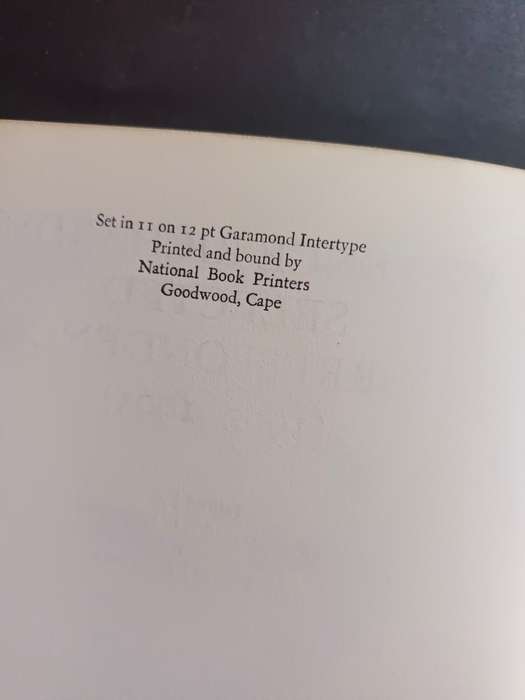 Set in 11 on 12 pt Garamond Intertype
Printed and bound by
National Book Printers
Goodwood, Cape